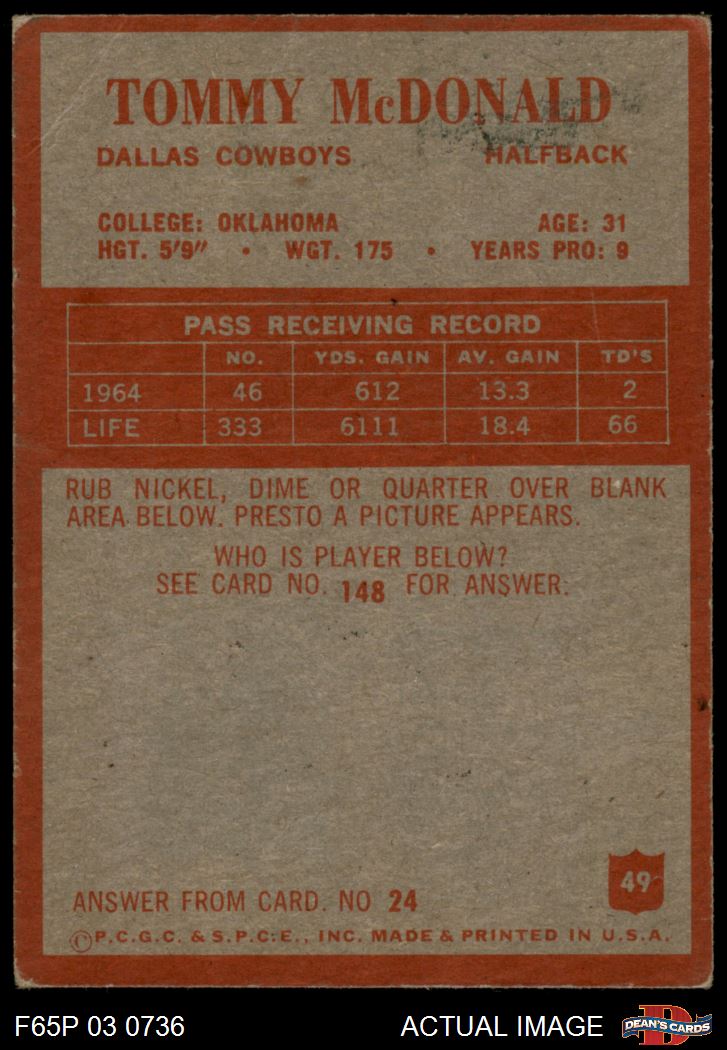 TOMMY McDONALD
DALLAS COWBOYS HALFBACK
COLLEGE: OKLAHOMA AGE: 31
HGT. 5'9" • WGT. 175 • YEARS PRO: 9
PASS RECEIVING RECORD
NO. YDS. GAIN AV. GAIN TD'S
1964 46 612 13.3 2
LIFE 333 6111 18.4 66
RUB NICKEL, DIME OR QUARTER OVER BLANK
AREA BELOW. PRESTO A PICTURE APPEARS.
WHO IS PLAYER BELOW?
SEE CARD NO. 148 FOR ANSWER.
49
ANSWER FROM CARD. NO 24
©P.C.G.C. & S.P.C.E., INC. MADE & PRINTED IN U.S.A.
F65P 03 0736 ACTUAL IMAGE D DEAN'S CARDS